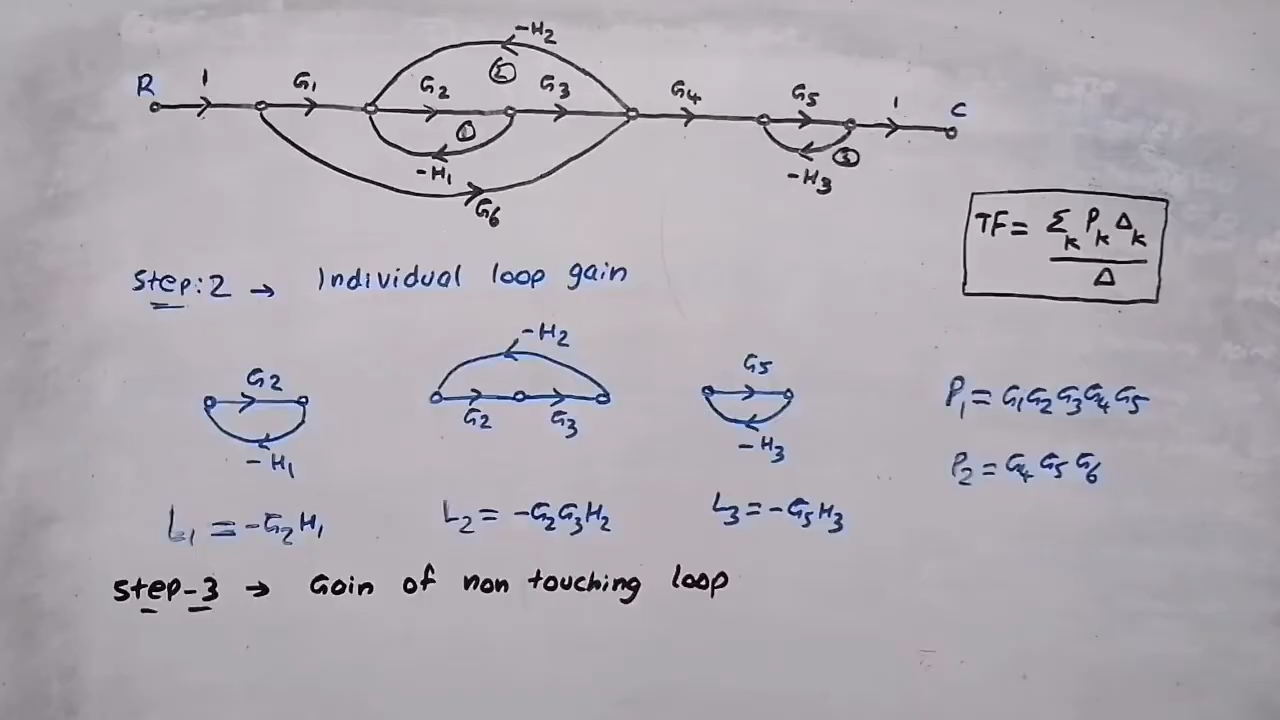 -H₂
R 1 G₁ G₂ ② G₃ G₄ G₅ 1 C
① -H₁ G₆ ③ -H₃
TF = Σₖ Pₖ Δₖ / Δ
Step:2 → Individual loop gain
G₂ -H₁
-H₂ G₂ G₃
G₅ -H₃
P₁ = G₁G₂G₃G₄G₅
P₂ = G₄G₅G₆
L₁ = -G₂H₁
L₂ = -G₂G₃H₂
L₃ = -G₅H₃
Step-3 → Gain of non touching loop